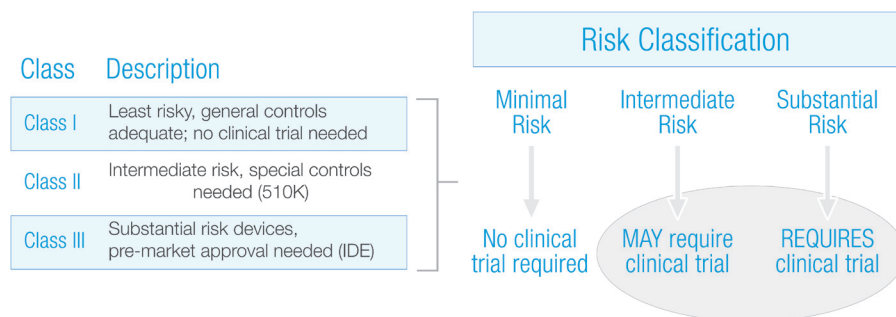 Class Description
Class I
Least risky, general controls
adequate; no clinical trial needed
Class II
Intermediate risk, special controls
needed (510K)
Class III
Substantial risk devices,
pre-market approval needed (IDE)
Risk Classification
Minimal
Risk
Intermediate
Risk
Substantial
Risk
No clinical
trial required
MAY require
clinical trial
REQUIRES
clinical trial